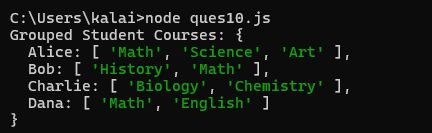 C:\Users\kalai>node ques10.js
Grouped Student Courses: {
  Alice: [ 'Math', 'Science', 'Art' ],
  Bob: [ 'History', 'Math' ],
  Charlie: [ 'Biology', 'Chemistry' ],
  Dana: [ 'Math', 'English' ]
}